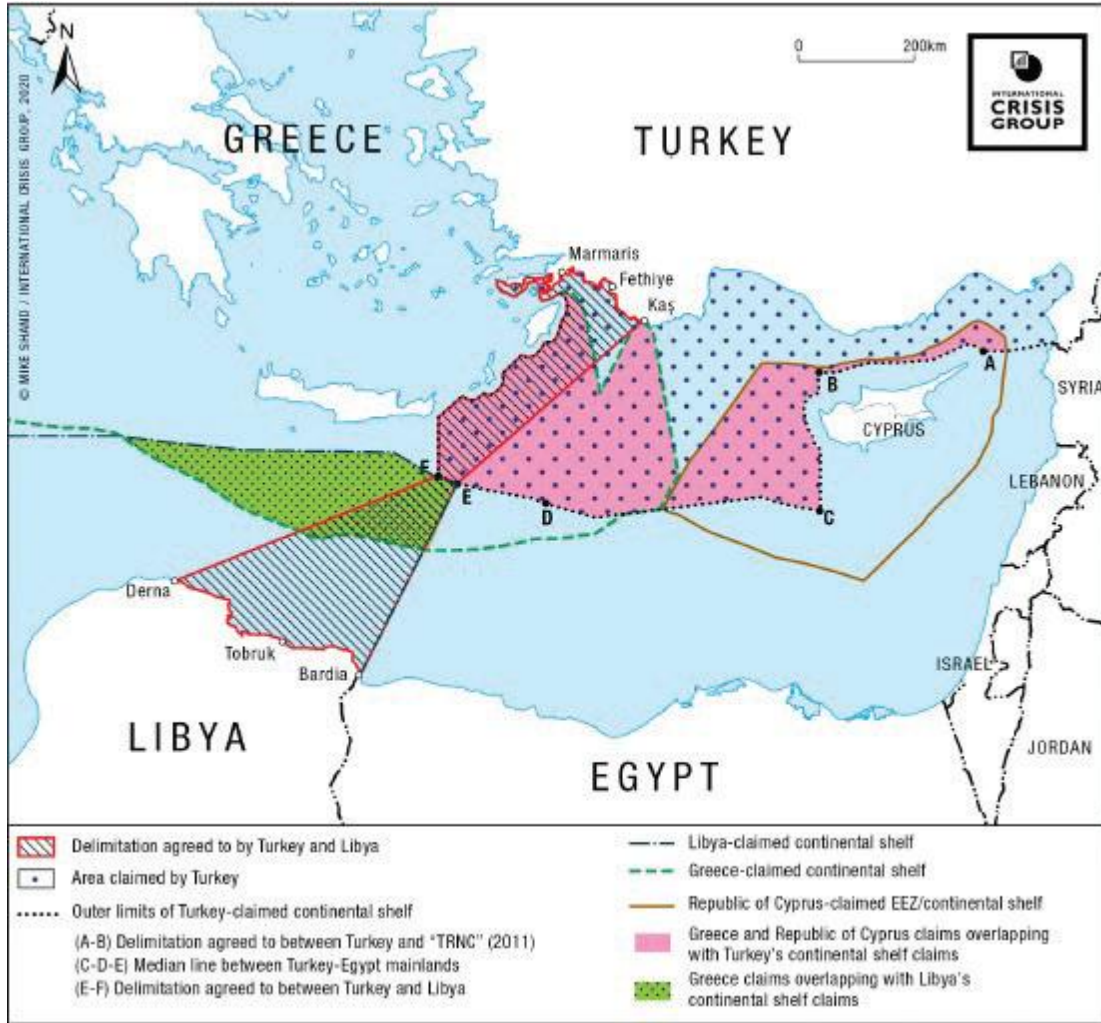 N
© MIKE SHAND / INTERNATIONAL CRISIS GROUP, 2020
0 200km
INTERNATIONAL
CRISIS
GROUP
GREECE
TURKEY
Marmaris
Fethiye
Kaş
A
B
SYRIA
CYPRUS
LEBANON
F
E
D
C
Derna
Tobruk
Bardia
ISRAEL
LIBYA
EGYPT
JORDAN
Delimitation agreed to by Turkey and Libya
Area claimed by Turkey
Outer limits of Turkey-claimed continental shelf
(A-B) Delimitation agreed to between Turkey and “TRNC” (2011)
(C-D-E) Median line between Turkey-Egypt mainlands
(E-F) Delimitation agreed to between Turkey and Libya
Libya-claimed continental shelf
Greece-claimed continental shelf
Republic of Cyprus-claimed EEZ/continental shelf
Greece and Republic of Cyprus claims overlapping
with Turkey's continental shelf claims
Greece claims overlapping with Libya's
continental shelf claims